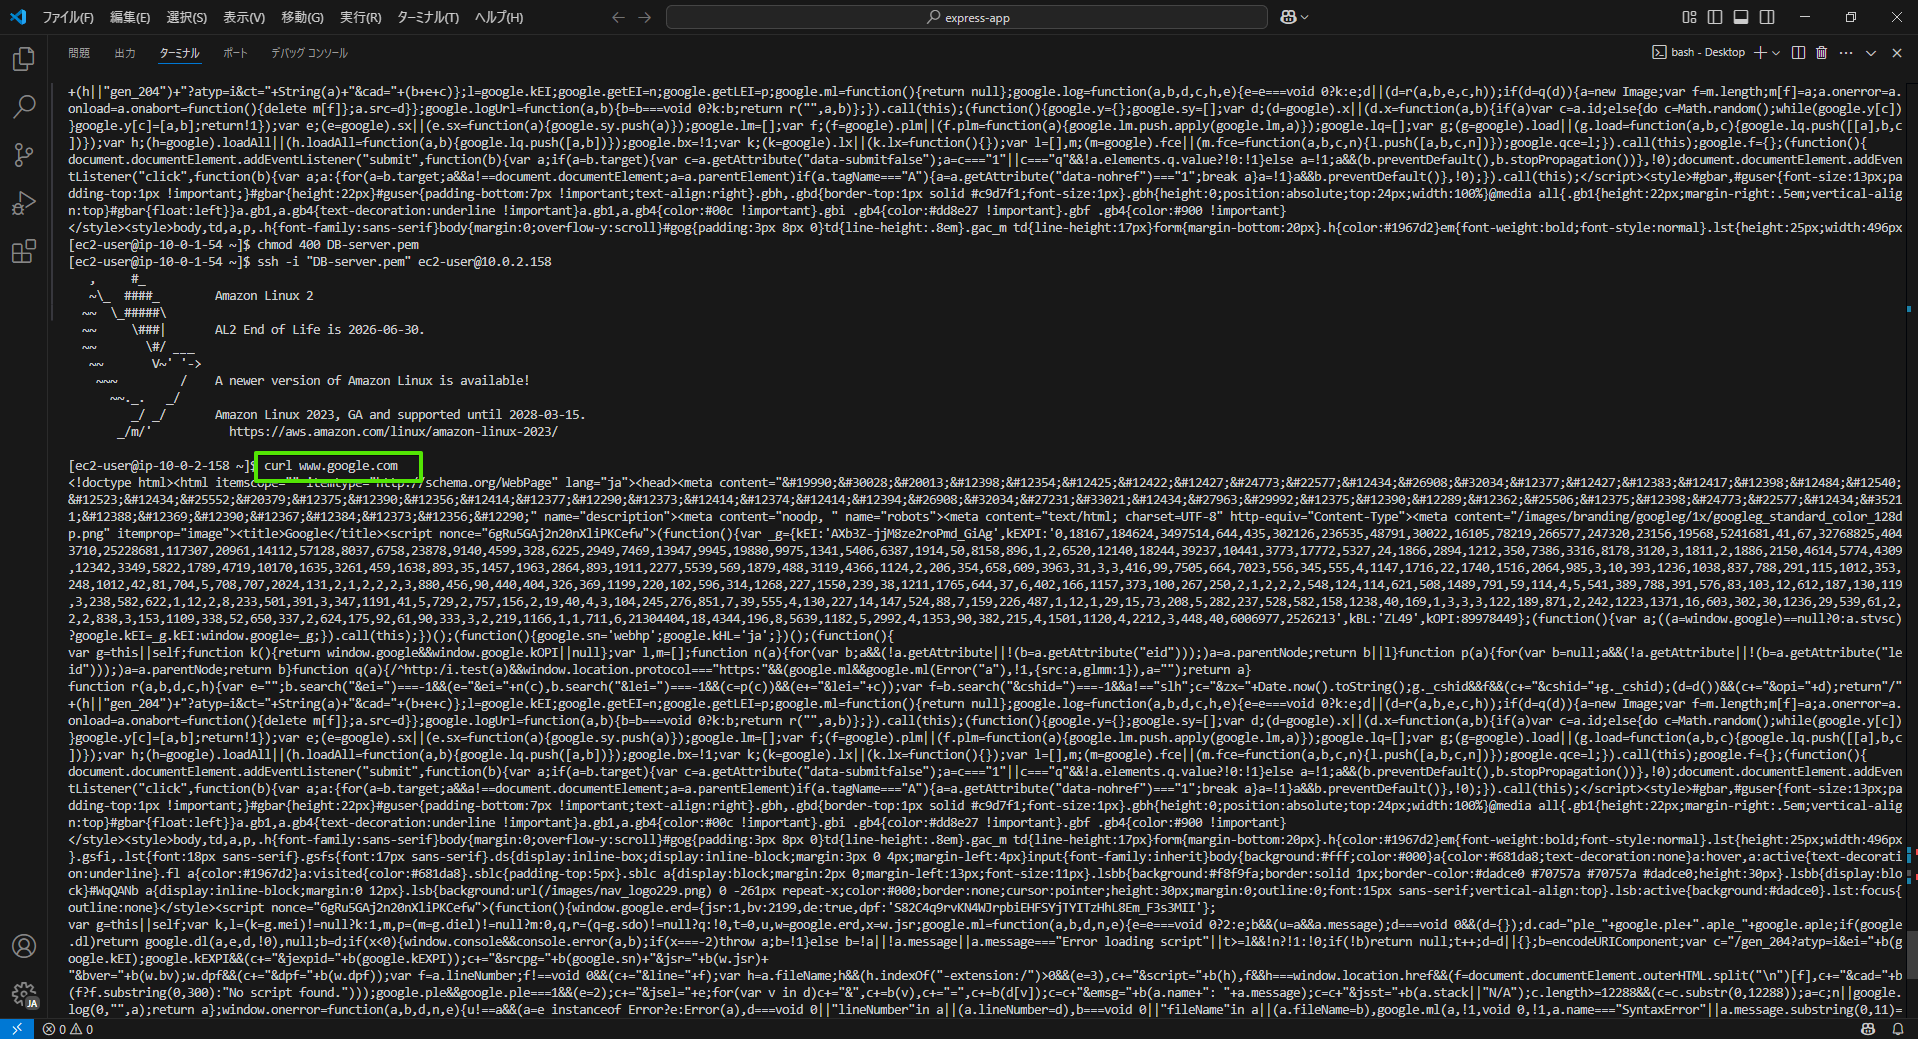 ファイル(F) 編集(E) 選択(S) 表示(V) 移動(G) 実行(R) ターミナル(T) ヘルプ(H)
express-app
問題 出力 ターミナル ポート デバッグ コンソール
bash - Desktop
+(h||"gen_204")+"?atyp=i&ct="+String(a)+"&cad="+(b+e+c)};l=google.kEI;google.getEI=n;google.getLEI=p;google.ml=function(){return null};google.log=function(a,b,d,c,h,e){e=e===void 0?k:e;d||(d=r(a,b,e,c,h));if(d=q(d)){a=new Image;var f=m.length;m[f]=a;a.onerror=a.
onload=a.onabort=function(){delete m[f]};a.src=d}};google.logUrl=function(a,b){b=b===void 0?k:b;return r("",a,b)};}).call(this);(function(){google.y={};google.sy=[];var d;(d=google).x||(d.x=function(a,b){if(a)var c=a.id;else{do c=Math.random();while(google.y[c])
}google.y[c]=[a,b];return!1});var e;(e=google).sx||(e.sx=function(a){google.sy.push(a)});google.lm=[];var f;(f=google).plm||(f.plm=function(a){google.lm.push.apply(google.lm,a)});google.lq=[];var g;(g=google).load||(g.load=function(a,b,c){google.lq.push([[a],b,c
])});var h;(h=google).loadAll||(h.loadAll=function(a,b){google.lq.push([a,b])});google.bx=!1;var k;(k=google).lx||(k.lx=function(){});var l=[],m;(m=google).fce||(m.fce=function(a,b,c,n){l.push([a,b,c,n])});google.qce=l;}).call(this);google.f={};(function(){
document.documentElement.addEventListener("submit",function(b){var a;if(a=b.target){var c=a.getAttribute("data-submitfalse");a=c==="1"||c==="q"&&!a.elements.q.value?!0:!1}else a=!1;a&&(b.preventDefault(),b.stopPropagation())},!0);document.documentElement.addEven
tListener("click",function(b){var a;a:{for(a=b.target;a&&a!==document.documentElement;a=a.parentElement)if(a.tagName==="A"){a=a.getAttribute("data-nohref")==="1";break a}a=!1}a&&b.preventDefault()},!0);}).call(this);</script><style>#gbar,#guser{font-size:13px;pa
dding-top:1px !important;}#gbar{height:22px}#guser{padding-bottom:7px !important;text-align:right}.gbh,.gbd{border-top:1px solid #c9d7f1;font-size:1px}.gbh{height:0;position:absolute;top:24px;width:100%}@media all{.gb1{height:22px;margin-right:.5em;vertical-alig
n:top}#gbar{float:left}}a.gb1,a.gb4{text-decoration:underline !important}a.gb1,a.gb4{color:#00c !important}.gbi .gb4{color:#dd8e27 !important}.gbf .gb4{color:#900 !important}
</style><style>body,td,a,p,.h{font-family:sans-serif}body{margin:0;overflow-y:scroll}#gog{padding:3px 8px 0}td{line-height:.8em}.gac_m td{line-height:17px}form{margin-bottom:20px}.h{color:#1967d2}em{font-weight:bold;font-style:normal}.lst{height:25px;width:496px
[ec2-user@ip-10-0-1-54 ~]$ chmod 400 DB-server.pem
[ec2-user@ip-10-0-1-54 ~]$ ssh -i "DB-server.pem" ec2-user@10.0.2.158
   ,     #_
   ~\_  ####_        Amazon Linux 2
  ~~  \_#####\
  ~~     \###|       AL2 End of Life is 2026-06-30.
  ~~       \#/ ___
   ~~       V~' '->
    ~~~         /    A newer version of Amazon Linux is available!
      ~~._.   _/
         _/ _/       Amazon Linux 2023, GA and supported until 2028-03-15.
       _/m/'           https://aws.amazon.com/linux/amazon-linux-2023/
[ec2-user@ip-10-0-2-158 ~]$ curl www.google.com
<!doctype html><html itemscope="" itemtype="http://schema.org/WebPage" lang="ja"><head><meta content="&#19990;&#30028;&#20013;&#12398;&#12354;&#12425;&#12422;&#12427;&#24773;&#22577;&#12434;&#26908;&#32034;&#12377;&#12427;&#12383;&#12417;&#12398;&#12484;&#12540;
&#12523;&#12434;&#25552;&#20379;&#12375;&#12390;&#12356;&#12414;&#12377;&#12290;&#12373;&#12414;&#12374;&#12414;&#12394;&#26908;&#32034;&#27231;&#33021;&#12434;&#27963;&#29992;&#12375;&#12390;&#12289;&#12362;&#25506;&#12375;&#12398;&#24773;&#22577;&#12434;&#3521
1;&#12388;&#12369;&#12390;&#12367;&#12384;&#12373;&#12356;&#12290;" name="description"><meta content="noodp, " name="robots"><meta content="text/html; charset=UTF-8" http-equiv="Content-Type"><meta content="/images/branding/googleg/1x/googleg_standard_color_128d
p.png" itemprop="image"><title>Google</title><script nonce="6gRu5GAj2n20nXliPKCefw">(function(){var _g={kEI:'AXb3Z-jjM8ze2roPmd_GiAg',kEXPI:'0,18167,184624,3497514,644,435,302126,236535,48791,30022,16105,78219,266577,247320,23156,19568,5241681,41,67,32768825,404
3710,25228681,117307,20961,14112,57128,8037,6758,23878,9140,4599,328,6225,2949,7469,13947,9945,19880,9975,1341,5406,6387,1914,50,8158,896,1,2,6520,12140,18244,39237,10441,3773,17772,5327,24,1866,2894,1212,350,7386,3316,8178,3120,3,1811,2,1886,2150,4614,5774,4309
,12342,3349,5822,1789,4719,10170,1635,3261,459,1638,893,35,1457,1963,2864,893,1911,2277,5539,569,1879,488,3119,4366,1124,2,206,354,658,609,3963,31,3,3,416,99,7505,664,7023,556,345,555,4,1147,1716,22,1740,1516,2064,985,3,10,393,1236,1038,837,788,291,115,1012,353,
248,1012,42,81,704,5,708,707,2024,131,2,1,2,2,2,3,880,456,90,440,404,326,369,1199,220,102,596,314,1268,227,1550,239,38,1211,1765,644,37,6,402,166,1157,373,100,267,250,2,1,2,2,2,548,124,114,621,508,1489,791,59,114,4,5,541,389,788,391,576,83,103,12,612,187,130,119
,3,238,582,622,1,12,2,8,233,501,391,3,347,1191,41,5,729,2,757,156,2,19,40,4,3,104,245,276,851,7,39,555,4,130,227,14,147,524,88,7,159,226,487,1,12,1,29,15,73,208,5,282,237,528,582,158,1238,40,169,1,3,3,3,122,189,871,2,242,1223,1371,16,603,302,30,1236,29,539,61,2,
2,2,838,3,153,1109,338,52,650,337,2,624,175,92,61,90,333,3,2,219,1166,1,1,711,6,21304404,18,4344,196,8,5639,1182,5,2992,4,1353,90,382,215,4,1501,1120,4,2212,3,448,40,6006977,2526213',kBL:'ZL49',kOPI:89978449};(function(){var a;((a=window.google)==null?0:a.stvsc)
?google.kEI=_g.kEI:window.google=_g;}).call(this);})();(function(){google.sn='webhp';google.kHL='ja';})();(function(){
var g=this||self;function k(){return window.google&&window.google.kOPI||null};var l,m=[];function n(a){for(var b;a&&(!a.getAttribute||!(b=a.getAttribute("eid")));)a=a.parentNode;return b||l}function p(a){for(var b=null;a&&(!a.getAttribute||!(b=a.getAttribute("le
id")));)a=a.parentNode;return b}function q(a){/^http:/i.test(a)&&window.location.protocol==="https:"&&(google.ml&&google.ml(Error("a"),!1,{src:a,glmm:1}),a="");return a}
function r(a,b,d,c,h){var e="";b.search("&ei=")===-1&&(e="&ei="+n(c),b.search("&lei=")===-1&&(c=p(c))&&(e+="&lei="+c));var f=b.search("&cshid=")===-1&&a!=="slh";c="&zx="+Date.now().toString();g._cshid&&f&&(c+="&cshid="+g._cshid);(d=d())&&(c+="&opi="+d);return"/"
+(h||"gen_204")+"?atyp=i&ct="+String(a)+"&cad="+(b+e+c)};l=google.kEI;google.getEI=n;google.getLEI=p;google.ml=function(){return null};google.log=function(a,b,d,c,h,e){e=e===void 0?k:e;d||(d=r(a,b,e,c,h));if(d=q(d)){a=new Image;var f=m.length;m[f]=a;a.onerror=a.
onload=a.onabort=function(){delete m[f]};a.src=d}};google.logUrl=function(a,b){b=b===void 0?k:b;return r("",a,b)};}).call(this);(function(){google.y={};google.sy=[];var d;(d=google).x||(d.x=function(a,b){if(a)var c=a.id;else{do c=Math.random();while(google.y[c])
}google.y[c]=[a,b];return!1});var e;(e=google).sx||(e.sx=function(a){google.sy.push(a)});google.lm=[];var f;(f=google).plm||(f.plm=function(a){google.lm.push.apply(google.lm,a)});google.lq=[];var g;(g=google).load||(g.load=function(a,b,c){google.lq.push([[a],b,c
])});var h;(h=google).loadAll||(h.loadAll=function(a,b){google.lq.push([a,b])});google.bx=!1;var k;(k=google).lx||(k.lx=function(){});var l=[],m;(m=google).fce||(m.fce=function(a,b,c,n){l.push([a,b,c,n])});google.qce=l;}).call(this);google.f={};(function(){
document.documentElement.addEventListener("submit",function(b){var a;if(a=b.target){var c=a.getAttribute("data-submitfalse");a=c==="1"||c==="q"&&!a.elements.q.value?!0:!1}else a=!1;a&&(b.preventDefault(),b.stopPropagation())},!0);document.documentElement.addEven
tListener("click",function(b){var a;a:{for(a=b.target;a&&a!==document.documentElement;a=a.parentElement)if(a.tagName==="A"){a=a.getAttribute("data-nohref")==="1";break a}a=!1}a&&b.preventDefault()},!0);}).call(this);</script><style>#gbar,#guser{font-size:13px;pa
dding-top:1px !important;}#gbar{height:22px}#guser{padding-bottom:7px !important;text-align:right}.gbh,.gbd{border-top:1px solid #c9d7f1;font-size:1px}.gbh{height:0;position:absolute;top:24px;width:100%}@media all{.gb1{height:22px;margin-right:.5em;vertical-alig
n:top}#gbar{float:left}}a.gb1,a.gb4{text-decoration:underline !important}a.gb1,a.gb4{color:#00c !important}.gbi .gb4{color:#dd8e27 !important}.gbf .gb4{color:#900 !important}
</style><style>body,td,a,p,.h{font-family:sans-serif}body{margin:0;overflow-y:scroll}#gog{padding:3px 8px 0}td{line-height:.8em}.gac_m td{line-height:17px}form{margin-bottom:20px}.h{color:#1967d2}em{font-weight:bold;font-style:normal}.lst{height:25px;width:496px
}.gsfi,.lst{font:18px sans-serif}.gsfs{font:17px sans-serif}.ds{display:inline-box;display:inline-block;margin:3px 0 4px;margin-left:4px}input{font-family:inherit}body{background:#fff;color:#000}a{color:#681da8;text-decoration:none}a:hover,a:active{text-decorati
on:underline}.fl a{color:#1967d2}a:visited{color:#681da8}.sblc{padding-top:5px}.sblc a{display:block;margin:2px 0;margin-left:13px;font-size:11px}.lsbb{background:#f8f9fa;border:solid 1px;border-color:#dadce0 #70757a #70757a #dadce0;height:30px}.lsbb{display:blo
ck}#WqQANb a{display:inline-block;margin:0 12px}.lsb{background:url(/images/nav_logo229.png) 0 -261px repeat-x;color:#000;border:none;cursor:pointer;height:30px;margin:0;outline:0;font:15px sans-serif;vertical-align:top}.lsb:active{background:#dadce0}.lst:focus{
outline:none}</style><script nonce="6gRu5GAj2n20nXliPKCefw">(function(){window.google.erd={jsr:1,bv:2199,de:true,dpf:'S82C4q9rvKN4WJrpbiEHFSYjTYITzHhL8Em_F3s3MII'};
var g=this||self;var k,l=(k=g.mei)!=null?k:1,m,p=(m=g.diel)!=null?m:0,q,r=(q=g.sdo)!=null?q:!0,t=0,u,w=google.erd,x=w.jsr;google.ml=function(a,b,d,n,e){e=e===void 0?2:e;b&&(u=a&&a.message);d===void 0&&(d={});d.cad="ple_"+google.ple+".aple_"+google.aple;if(google
.dl)return google.dl(a,e,d,!0),null;b=d;if(x<0){window.console&&console.error(a,b);if(x===-2)throw a;b=!1}else b=!a||!a.message||a.message==="Error loading script"||t>=l&&!n?!1:!0;if(!b)return null;t++;d=d||{};b=encodeURIComponent;var c="/gen_204?atyp=i&ei="+b(g
oogle.kEI);google.kEXPI&&(c+="&jexpid="+b(google.kEXPI));c+="&srcpg="+b(google.sn)+"&jsr="+b(w.jsr)+
"&bver="+b(w.bv);w.dpf&&(c+="&dpf="+b(w.dpf));var f=a.lineNumber;f!==void 0&&(c+="&line="+f);var h=a.fileName;h&&(h.indexOf("-extension:/")>0&&(e=3),c+="&script="+b(h),f&&h===window.location.href&&(f=document.documentElement.outerHTML.split("\n")[f],c+="&cad="+b
(f?f.substring(0,300):"No script found.")));google.ple&&google.ple===1&&(e=2);c+="&jsel="+e;for(var v in d)c+="&",c+=b(v),c+="=",c+=b(d[v]);c=c+"&emsg="+b(a.name+": "+a.message);c=c+"&jsst="+b(a.stack||"N/A");c.length>=12288&&(c=c.substr(0,12288));a=c;n||google.
log(0,"",a);return a};window.onerror=function(a,b,d,n,e){u!==a&&(a=e instanceof Error?e:Error(a),d===void 0||"lineNumber"in a||(a.lineNumber=d),b===void 0||"fileName"in a||(a.fileName=b),google.ml(a,!1,void 0,!1,a.name==="SyntaxError"||a.message.substring(0,11)=
JA
0 0